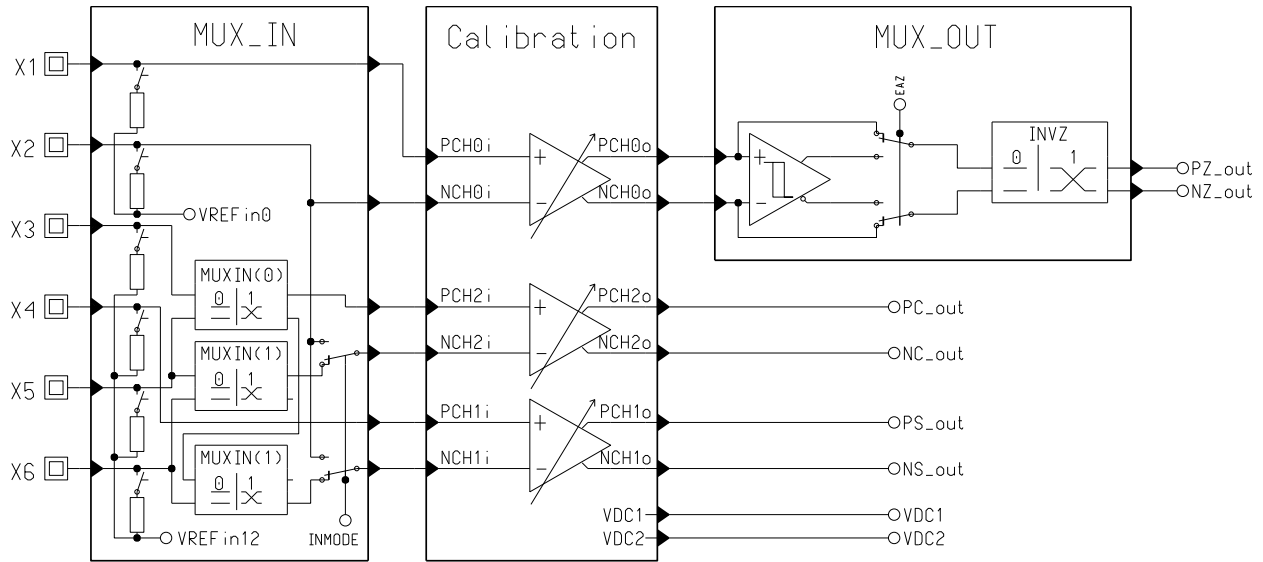 MUX_IN
Calibration
MUX_OUT
X1
X2
X3
X4
X5
X6
VREFin0
MUXIN(0)
0 1
MUXIN(1)
0 1
MUXIN(1)
0 1
VREFin12
INMODE
PCH0i
NCH0i
PCH2i
NCH2i
PCH1i
NCH1i
+
−
+
−
+
−
PCH0o
NCH0o
PCH2o
NCH2o
PCH1o
NCH1o
VDC1
VDC2
EAZ
+
−
INVZ
0 1
PZ_out
NZ_out
PC_out
NC_out
PS_out
NS_out
VDC1
VDC2